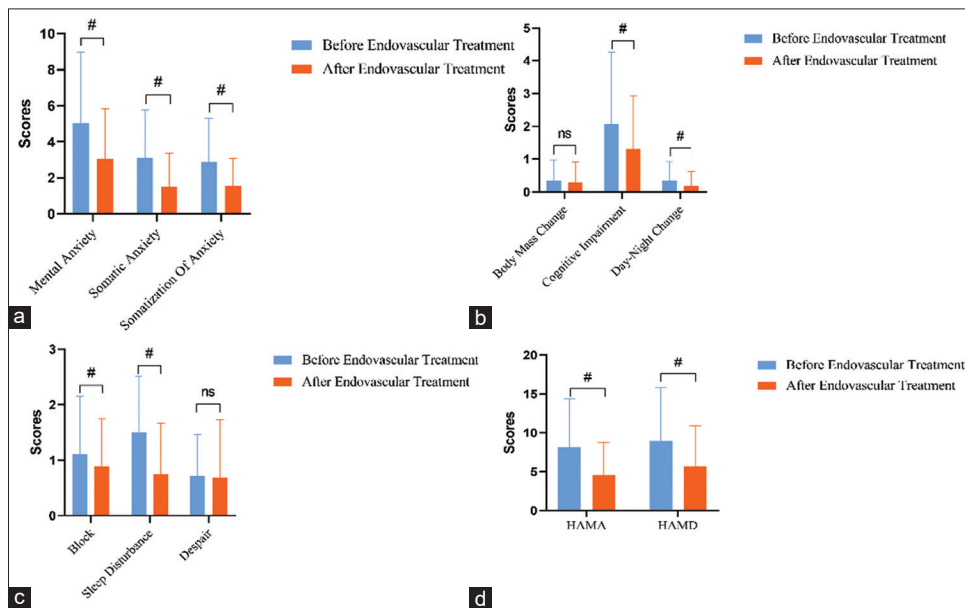 #
#
#
Before Endovascular Treatment
After Endovascular Treatment
Scores
10
8
6
4
2
0
Mental Anxiety
Somatic Anxiety
Somatization Of Anxiety
a
#
ns
#
Before Endovascular Treatment
After Endovascular Treatment
Scores
5
4
3
2
1
0
Body Mass Change
Cognitive Impairment
Day-Night Change
b
#
#
ns
Before Endovascular Treatment
After Endovascular Treatment
Scores
3
2
1
0
Block
Sleep Disturbance
Despair
c
#
#
Before Endovascular Treatment
After Endovascular Treatment
Scores
20
15
10
5
0
HAMA
HAMD
d